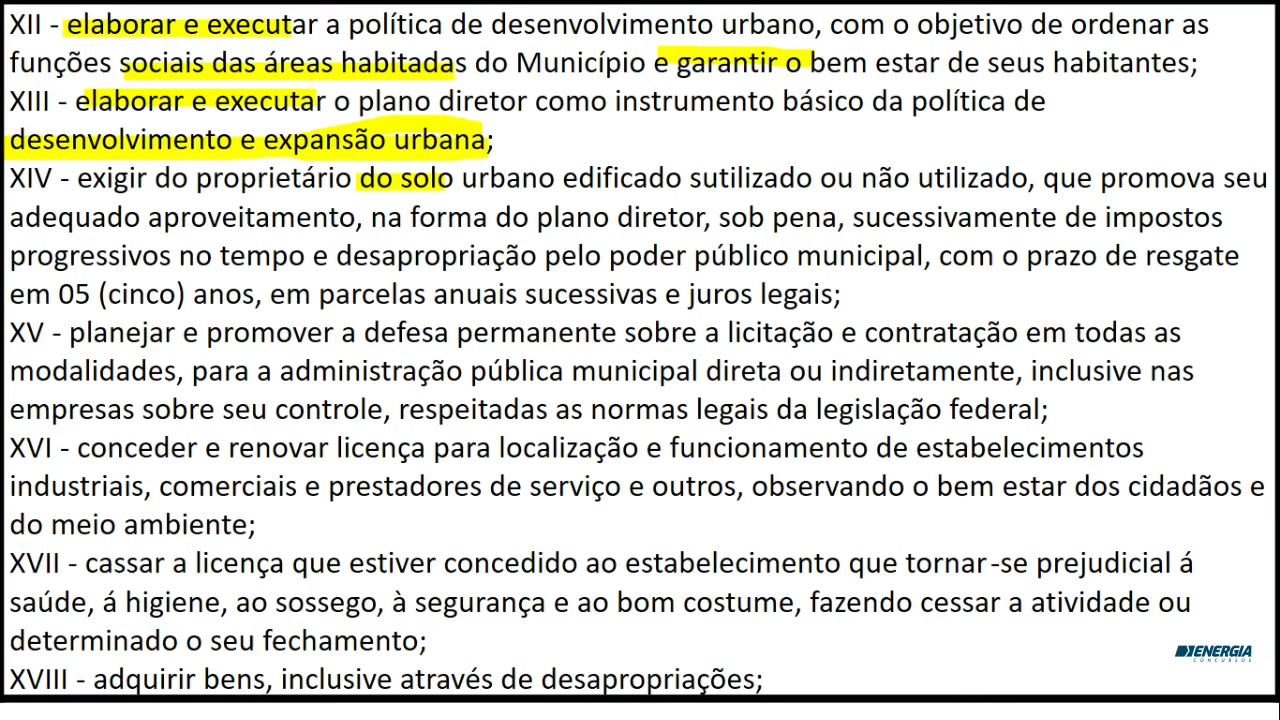 XII - elaborar e executar a política de desenvolvimento urbano, com o objetivo de ordenar as
funções sociais das áreas habitadas do Município e garantir o bem estar de seus habitantes;
XIII - elaborar e executar o plano diretor como instrumento básico da política de
desenvolvimento e expansão urbana;
XIV - exigir do proprietário do solo urbano edificado sutilizado ou não utilizado, que promova seu
adequado aproveitamento, na forma do plano diretor, sob pena, sucessivamente de impostos
progressivos no tempo e desapropriação pelo poder público municipal, com o prazo de resgate
em 05 (cinco) anos, em parcelas anuais sucessivas e juros legais;
XV - planejar e promover a defesa permanente sobre a licitação e contratação em todas as
modalidades, para a administração pública municipal direta ou indiretamente, inclusive nas
empresas sobre seu controle, respeitadas as normas legais da legislação federal;
XVI - conceder e renovar licença para localização e funcionamento de estabelecimentos
industriais, comerciais e prestadores de serviço e outros, observando o bem estar dos cidadãos e
do meio ambiente;
XVII - cassar a licença que estiver concedido ao estabelecimento que tornar-se prejudicial á
saúde, á higiene, ao sossego, à segurança e ao bom costume, fazendo cessar a atividade ou
determinado o seu fechamento;
ENERGIA
CONCURSOS
XVIII - adquirir bens, inclusive através de desapropriações;